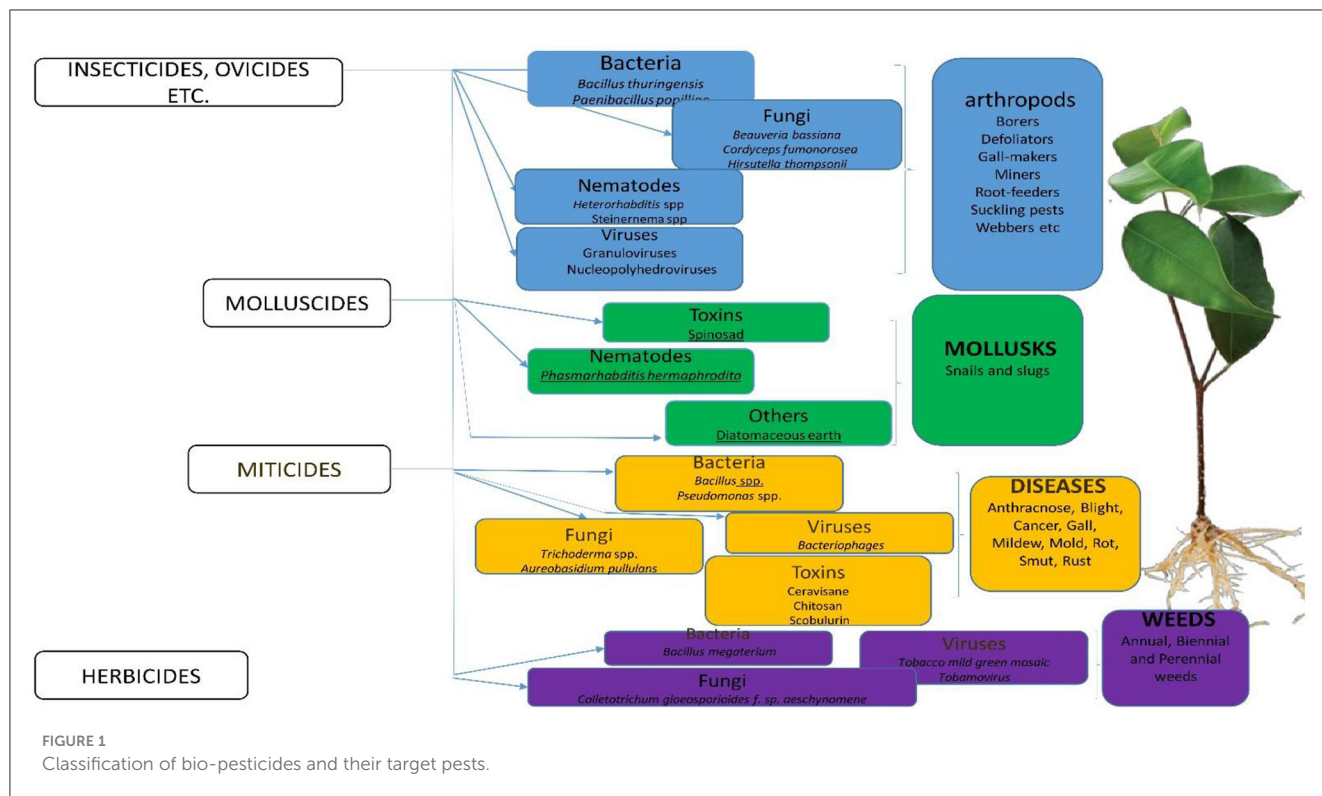 INSECTICIDES, OVICIDES
ETC.
Bacteria
Bacillus thuringensis
Paenibacillus popilliae
Fungi
Beauveria bassiana
Cordyceps fumonorosea
Hirsutella thompsonii
Nematodes
Heterorhabditis spp
Steinernema spp
Viruses
Granuloviruses
Nucleopolyhedroviruses
arthropods
Borers
Defoliators
Gall-makers
Miners
Root-feeders
Suckling pests
Webbers etc
MOLLUSCIDES
Toxins
Spinosad
Nematodes
Phasmarhabditis hermaphrodita
Others
Diatomaceous earth
MOLLUSKS
Snails and slugs
MITICIDES
Bacteria
Bacillus spp.
Pseudomonas spp.
Fungi
Trichoderma spp.
Aureobasidium pullulans
Viruses
Bacteriophages
Toxins
Ceravisane
Chitosan
Scobulurin
DISEASES
Anthracnose, Blight,
Cancer, Gall,
Mildew, Mold, Rot,
Smut, Rust
HERBICIDES
Bacteria
Bacillus megaterium
Viruses
Tobacco mild green mosaic
Tobamovirus
Fungi
Colletotrichum gloeosporioides f. sp. aeschynomene
WEEDS
Annual, Biennial
and Perennial
weeds
FIGURE 1
Classification of bio-pesticides and their target pests.